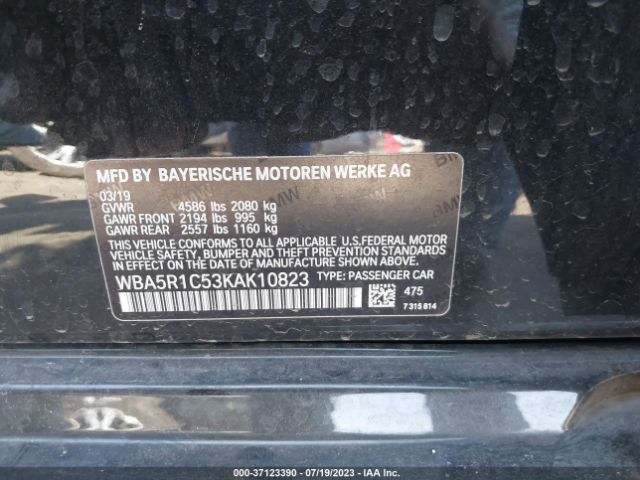 MFD BY BAYERISCHE MOTOREN WERKE AG
03/19
GVWR 4586 lbs 2080 kg
GAWR FRONT 2194 lbs 995 kg
GAWR REAR 2557 lbs 1160 kg
THIS VEHICLE CONFORMS TO ALL APPLICABLE U.S.FEDERAL MOTOR
VEHICLE SAFETY, BUMPER AND THEFT PREVENTION STANDARDS
IN EFFECT ON THE DATE OF MANUFACTURE SHOWN ABOVE.
WBA5R1C53KAK10823 TYPE: PASSENGER CAR
475
7315814
000-37123390 - 07/19/2023 - IAA Inc.